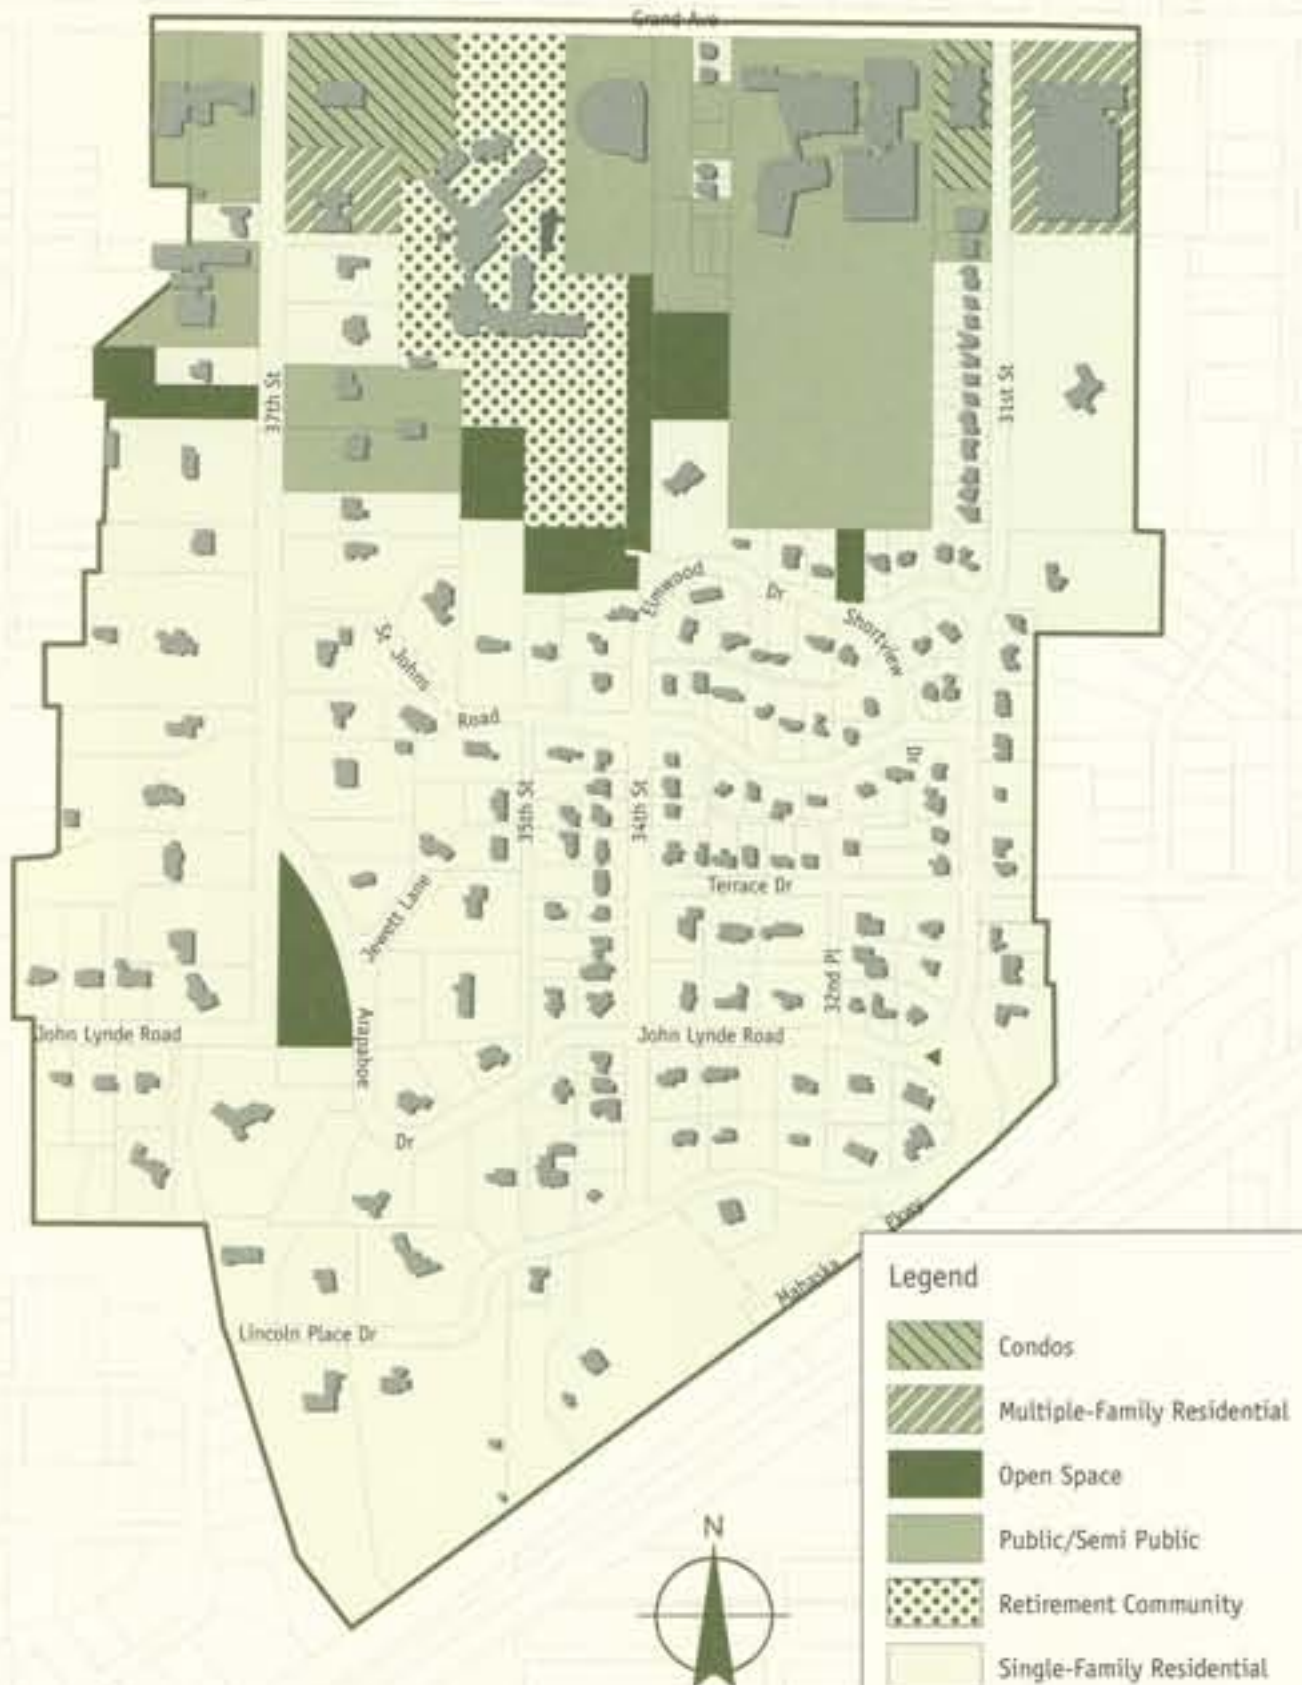 Grand Ave
37th St
31st St
Elmwood
Dr
Shortview
St. Johns
Road
Dr
35th St
34th St
Terrace Dr
Jewett Lane
32nd Pl
John Lynde Road
Arapahoe
John Lynde Road
Dr
Mahaska
Pkwy
Lincoln Place Dr
Legend
Condos
Multiple-Family Residential
Open Space
Public/Semi Public
Retirement Community
Single-Family Residential
N